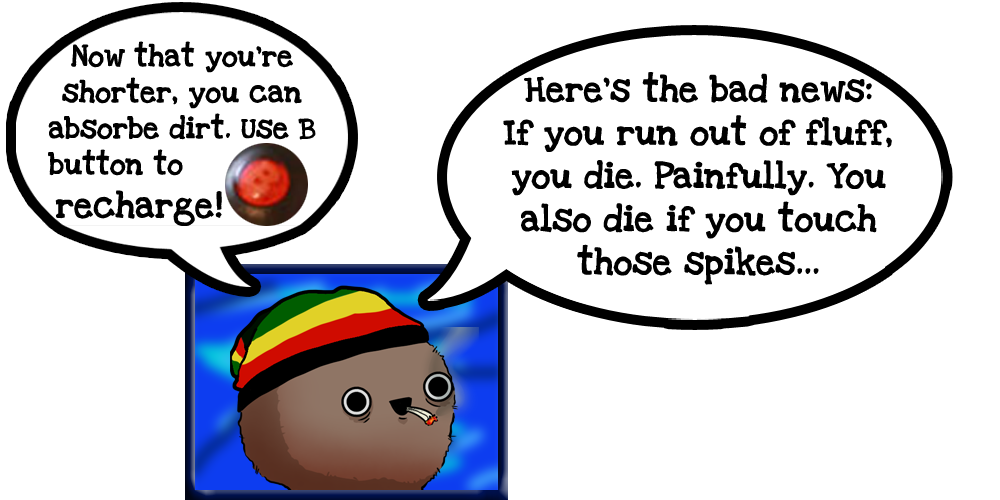 Now that you're
shorter, you can
absorbe dirt. Use B
button to
recharge!
Here's the bad news:
If you run out of fluff,
you die. Painfully. You
also die if you touch
those spikes...